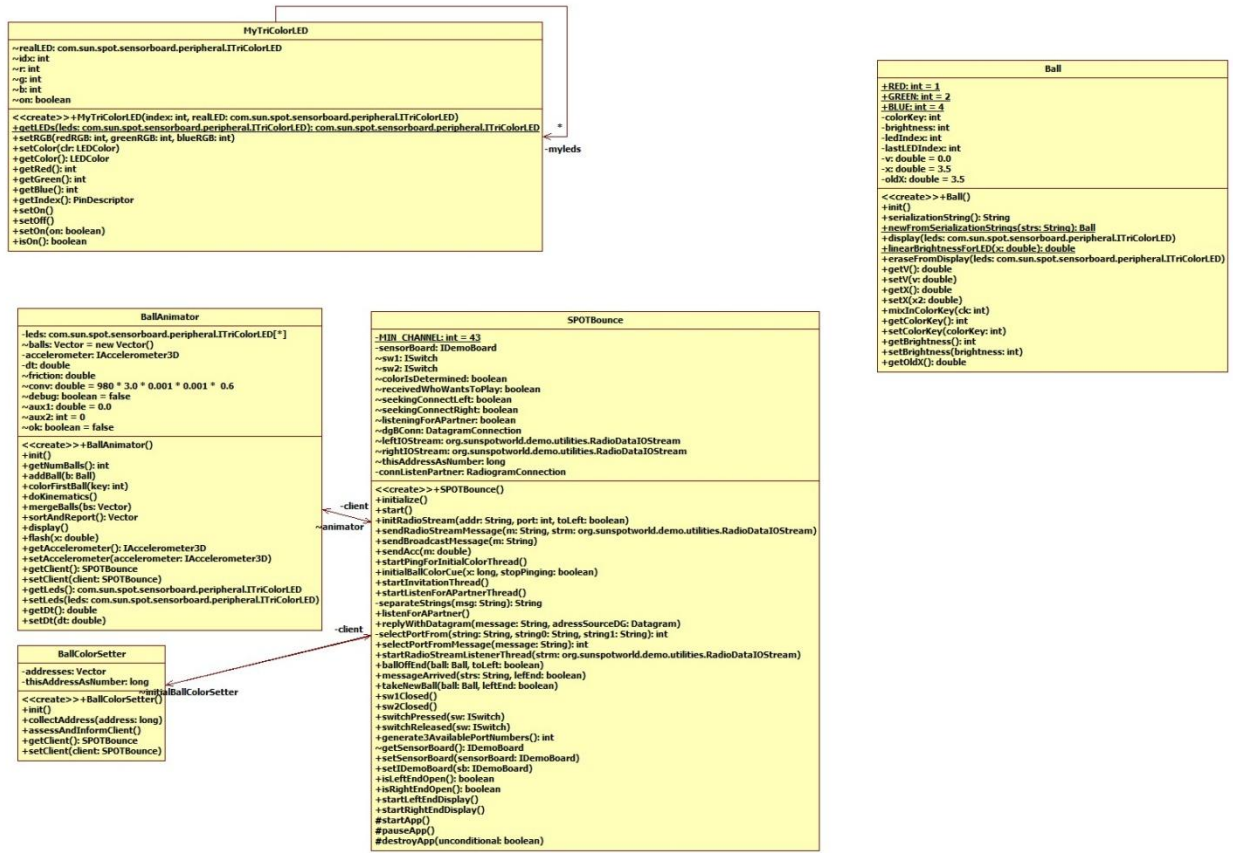 MyTriColorLED
~realLED: com.sun.spot.sensorboard.peripheral.ITriColorLED
~idx: int
~r: int
~g: int
~b: int
~on: boolean
<<create>>+MyTriColorLED(index: int, realLED: com.sun.spot.sensorboard.peripheral.ITriColorLED)
+getLEDs(leds: com.sun.spot.sensorboard.peripheral.ITriColorLED): com.sun.spot.sensorboard.peripheral.ITriColorLED
+setRGB(redRGB: int, greenRGB: int, blueRGB: int)
+setColor(clr: LEDColor)
+getColor(): LEDColor
+getRed(): int
+getGreen(): int
+getBlue(): int
+getIndex(): PinDescriptor
+setOn()
+setOff()
+setOn(on: boolean)
+isOn(): boolean
*
-myleds
Ball
+RED: int = 1
+GREEN: int = 2
+BLUE: int = 4
-colorKey: int
-brightness: int
-ledIndex: int
-lastLEDIndex: int
-v: double = 0.0
-x: double = 3.5
-oldX: double = 3.5
<<create>>+Ball()
+init()
+serializationString(): String
+newFromSerializationStrings(strs: String): Ball
+display(leds: com.sun.spot.sensorboard.peripheral.ITriColorLED)
+linearBrightnessForLED(x: double): double
+eraseFromDisplay(leds: com.sun.spot.sensorboard.peripheral.ITriColorLED)
+getV(): double
+setV(v: double)
+getX(): double
+setX(x2: double)
+mixInColorKey(ck: int)
+getColorKey(): int
+setColorKey(colorKey: int)
+getBrightness(): int
+setBrightness(brightness: int)
+getOldX(): double
BallAnimator
-leds: com.sun.spot.sensorboard.peripheral.ITriColorLED[*]
~balls: Vector = new Vector()
-accelerometer: IAccelerometer3D
-dt: double
~friction: double
~conv: double = 980 * 3.0 * 0.001 * 0.001 * 0.6
~debug: boolean = false
~aux1: double = 0.0
~aux2: int = 0
~ok: boolean = false
<<create>>+BallAnimator()
+init()
+getNumBalls(): int
+addBall(b: Ball)
+colorFirstBall(key: int)
+doKinematics()
+mergeBalls(bs: Vector)
+sortAndReport(): Vector
+display()
+flash(x: double)
+getAccelerometer(): IAccelerometer3D
+setAccelerometer(accelerometer: IAccelerometer3D)
+getClient(): SPOTBounce
+setClient(client: SPOTBounce)
+getLeds(): com.sun.spot.sensorboard.peripheral.ITriColorLED
+setLeds(leds: com.sun.spot.sensorboard.peripheral.ITriColorLED)
+getDt(): double
+setDt(dt: double)
-client
~animator
SPOTBounce
-MIN_CHANNEL: int = 43
-sensorBoard: IDemoBoard
~sw1: ISwitch
~sw2: ISwitch
~colorIsDetermined: boolean
~receivedWhoWantsToPlay: boolean
~seekingConnectLeft: boolean
~seekingConnectRight: boolean
~listeningForAPartner: boolean
~dgBConn: DatagramConnection
~leftIOStream: org.sunspotworld.demo.utilities.RadioDataIOStream
~rightIOStream: org.sunspotworld.demo.utilities.RadioDataIOStream
~thisAddressAsNumber: long
-connListenPartner: RadiogramConnection
<<create>>+SPOTBounce()
+initialize()
+start()
+initRadioStream(addr: String, port: int, toLeft: boolean)
+sendRadioStreamMessage(m: String, strm: org.sunspotworld.demo.utilities.RadioDataIOStream)
+sendBroadcastMessage(m: String)
+sendAcc(m: double)
+startPingForInitialColorThread()
+initialBallColorCue(x: long, stopPinging: boolean)
+startInvitationThread()
+startListenForAPartnerThread()
-separateStrings(msg: String): String
+listenForAPartner()
+replyWithDatagram(message: String, adressSourceDG: Datagram)
-selectPortFrom(string: String, string0: String, string1: String): int
+selectPortFromMessage(message: String): int
+startRadioStreamListenerThread(strm: org.sunspotworld.demo.utilities.RadioDataIOStream)
+ballOffEnd(ball: Ball, toLeft: boolean)
+messageArrived(strs: String, lefEnd: boolean)
+takeNewBall(ball: Ball, leftEnd: boolean)
+sw1Closed()
+sw2Closed()
+switchPressed(sw: ISwitch)
+switchReleased(sw: ISwitch)
+generate3AvailablePortNumbers(): int
~getSensorBoard(): IDemoBoard
+setSensorBoard(sensorBoard: IDemoBoard)
+setIDemoBoard(sb: IDemoBoard)
+isLeftEndOpen(): boolean
+isRightEndOpen(): boolean
+startLeftEndDisplay()
+startRightEndDisplay()
#startApp()
#pauseApp()
#destroyApp(unconditional: boolean)
-client
~initialBallColorSetter
BallColorSetter
-addresses: Vector
-thisAddressAsNumber: long
<<create>>+BallColorSetter()
+init()
+collectAddress(address: long)
+assessAndInformClient()
+getClient(): SPOTBounce
+setClient(client: SPOTBounce)